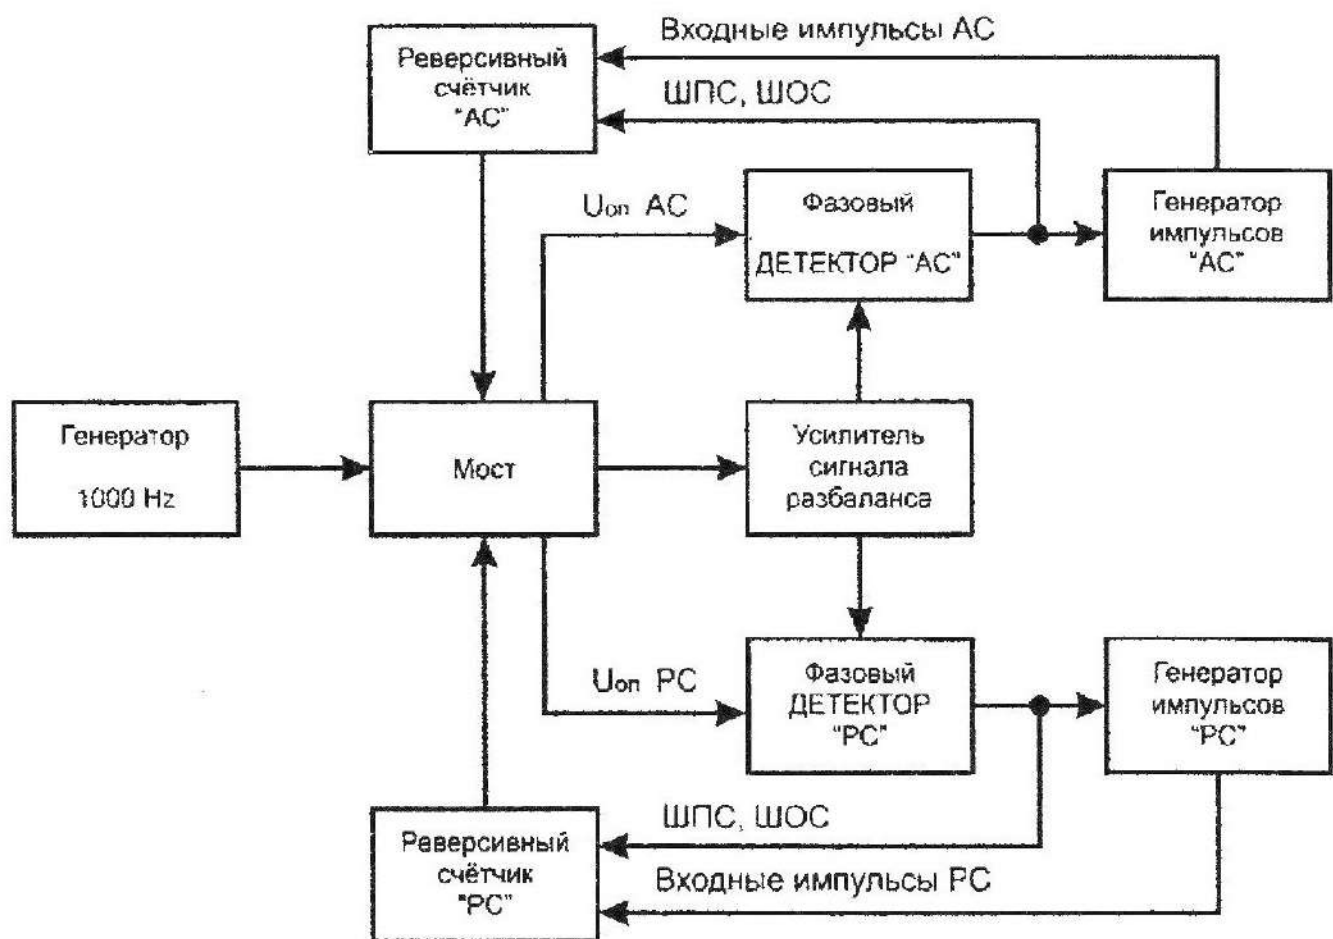 Входные импульсы АС
Реверсивный
счётчик
"АС"
ШПС, ШОС
Uоп АС
Фазовый
ДЕТЕКТОР "АС"
Генератор
импульсов
"АС"
Генератор
1000 Hz
Мост
Усилитель
сигнала
разбаланса
Uоп РС
Фазовый
ДЕТЕКТОР
"РС"
Генератор
импульсов
"РС"
ШПС, ШОС
Реверсивный
счётчик
"РС"
Входные импульсы РС